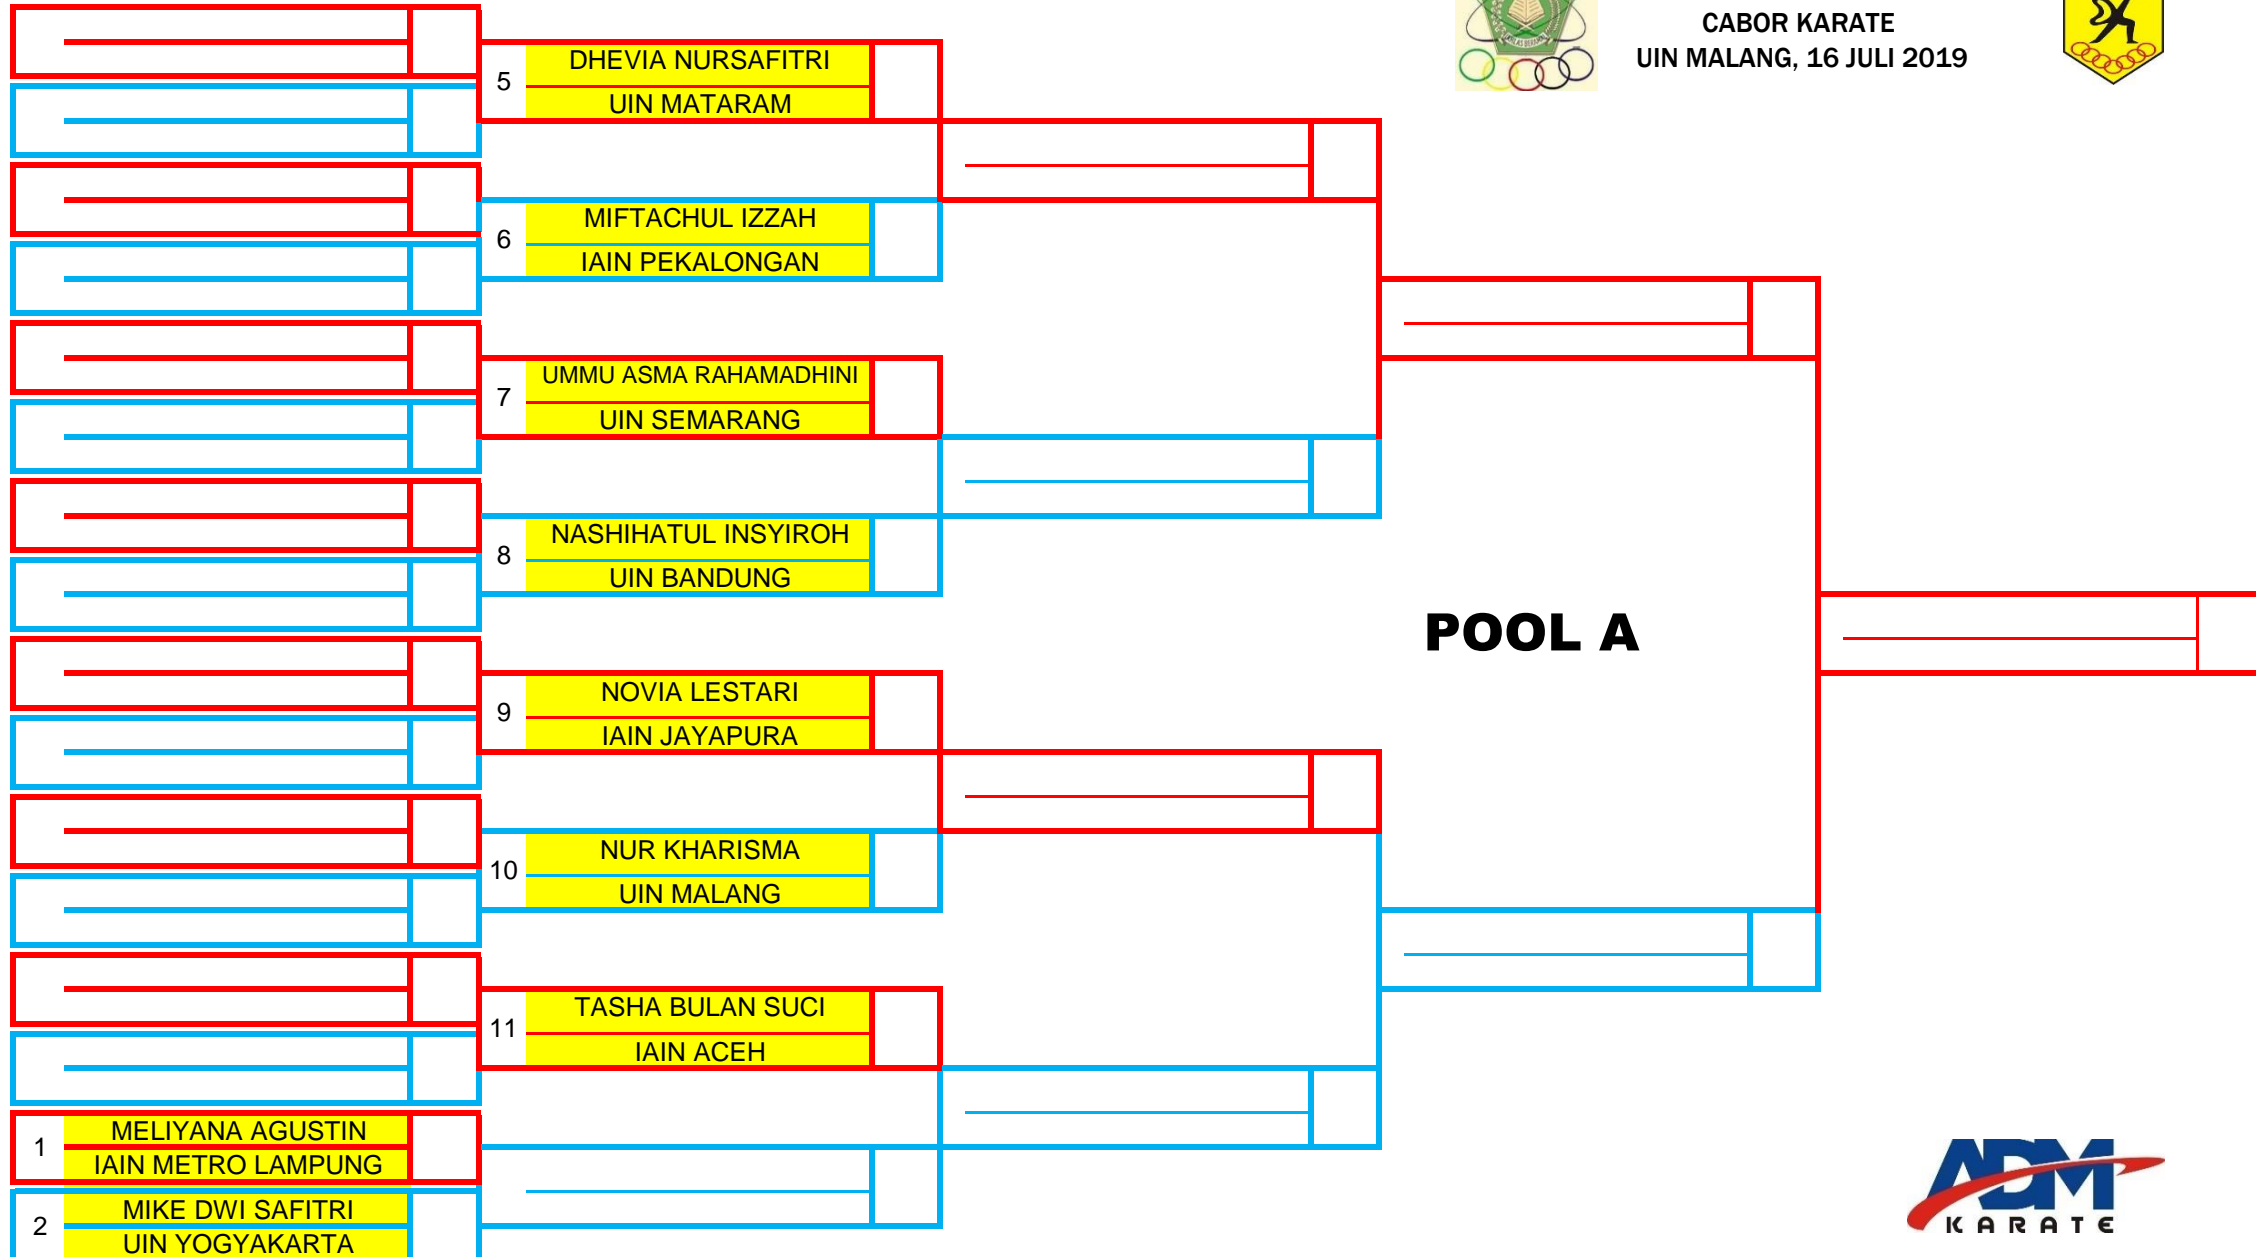 CABOR KARATE
UIN MALANG, 16 JULI 2019
5
DHEVIA NURSAFITRI
UIN MATARAM
6
MIFTACHUL IZZAH
IAIN PEKALONGAN
7
UMMU ASMA RAHAMADHINI
UIN SEMARANG
8
NASHIHATUL INSYIROH
UIN BANDUNG
POOL A
9
NOVIA LESTARI
IAIN JAYAPURA
10
NUR KHARISMA
UIN MALANG
11
TASHA BULAN SUCI
IAIN ACEH
1
MELIYANA AGUSTIN
IAIN METRO LAMPUNG
2
MIKE DWI SAFITRI
UIN YOGYAKARTA
ADM
KARATE